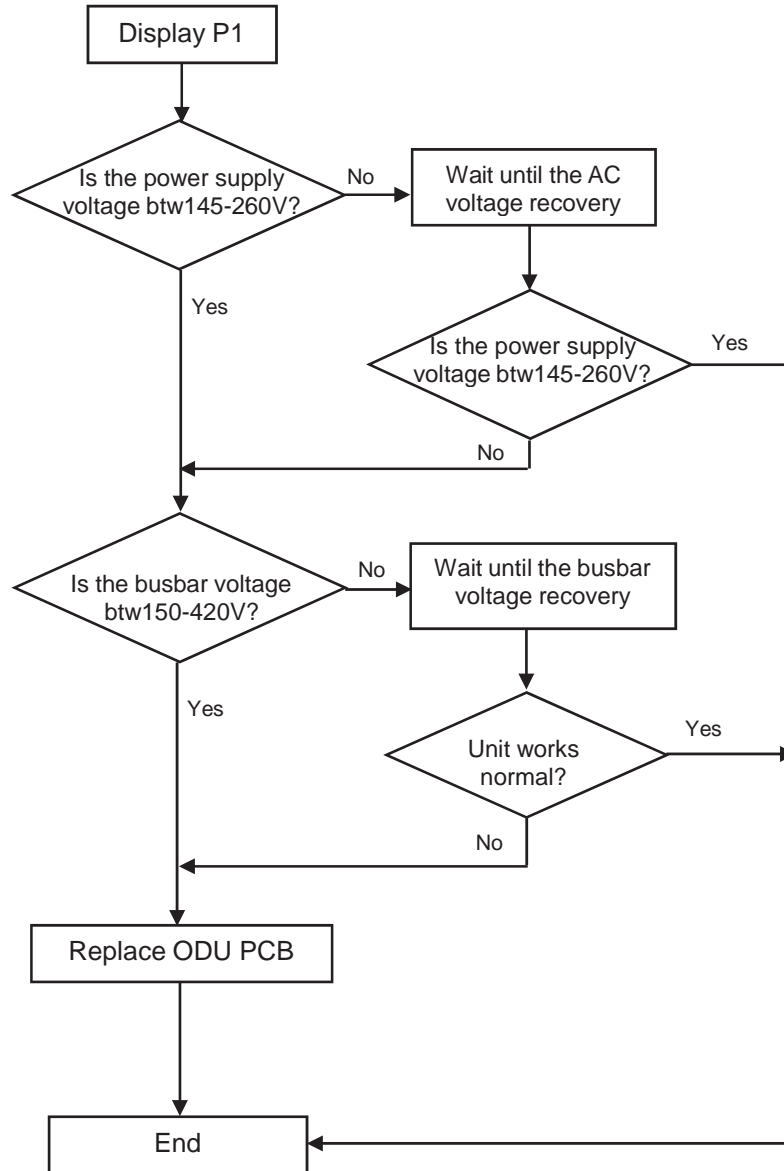 Display P1
Is the power supply
voltage btw145-260V?
No
Wait until the AC
voltage recovery
Yes
Is the power supply
voltage btw145-260V?
Yes
No
Is the busbar voltage
btw150-420V?
No
Wait until the busbar
voltage recovery
Yes
Unit works
normal?
Yes
No
Replace ODU PCB
End